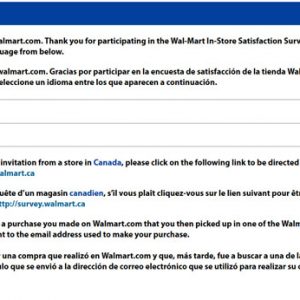 almart.com. Thank you for participating in the Wal-Mart In-Store Satisfaction Surv
uage from below.
walmart.com. Gracias por participar en la encuesta de satisfacción de la tienda Wal
eleccione un idioma entre los que aparecen a continuación.
invitation from a store in Canada, please click on the following link to be directed
almart.ca
uête d'un magasin canadien, s'il vous plaît cliquez-vous sur le lien suivant pour êt
http://survey.walmart.ca
a purchase you made on Walmart.com that you then picked up in one of the Walm
nt to the email address used to make your purchase.
r una compra que realizó en Walmart.com y que, más tarde, fue a buscar a una de la
ulo que se envió a la dirección de correo electrónico que se utilizó para realizar su c